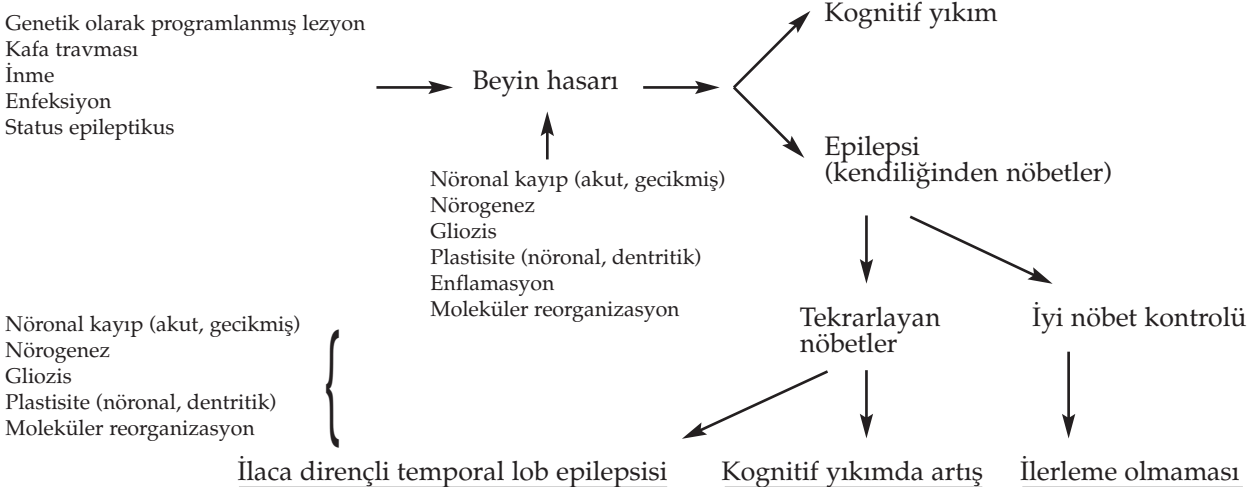 Genetik olarak programlanmış lezyon
Kafa travması
İnme
Enfeksiyon
Status epileptikus
Beyin hasarı
Kognitif yıkım
Epilepsi
(kendiliğinden nöbetler)
Nöronal kayıp (akut, gecikmiş)
Nörogenez
Gliozis
Plastisite (nöronal, dentritik)
Enflamasyon
Moleküler reorganizasyon
Tekrarlayan
nöbetler
İyi nöbet kontrolü
Nöronal kayıp (akut, gecikmiş)
Nörogenez
Gliozis
Plastisite (nöronal, dentritik)
Moleküler reorganizasyon
İlaca dirençli temporal lob epilepsisi
Kognitif yıkımda artış
İlerleme olmaması